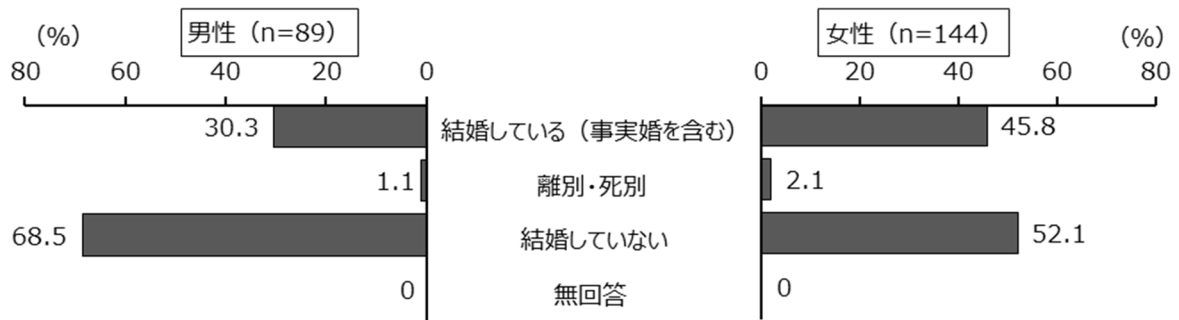 男性（n=89）
女性（n=144）
（%）
（%）
80 60 40 20 0
0 20 40 60 80
30.3 結婚している（事実婚を含む） 45.8
1.1 離別・死別 2.1
68.5 結婚していない 52.1
0 無回答 0